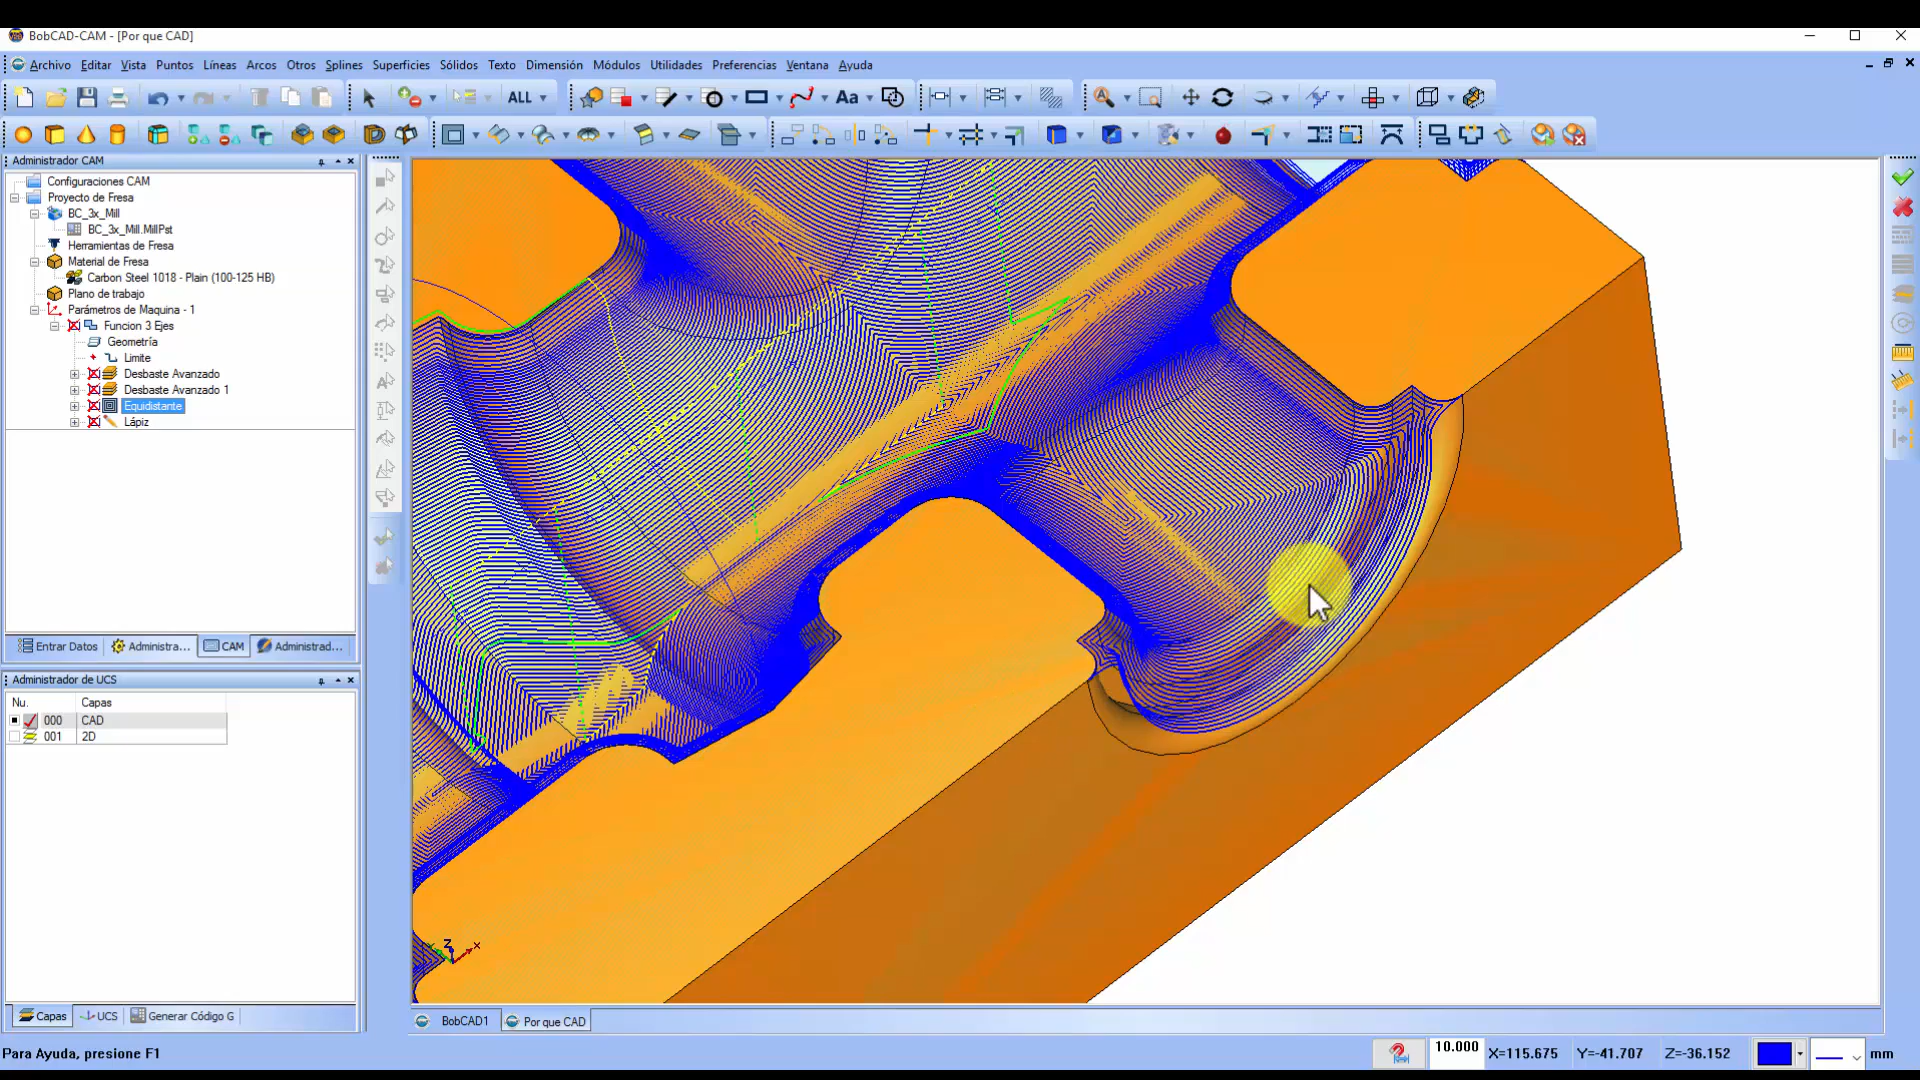 BobCAD-CAM - [Por que CAD]
Archivo Editar Vista Puntos Líneas Arcos Otros Splines Superficies Sólidos Texto Dimensión Módulos Utilidades Preferencias Ventana Ayuda
ALL
Aa
Administrador CAM
Configuraciones CAM
Proyecto de Fresa
BC_3x_Mill
BC_3x_Mill.MillPst
Herramientas de Fresa
Material de Fresa
Carbon Steel 1018 - Plain (100-125 HB)
Plano de trabajo
Parámetros de Maquina - 1
Funcion 3 Ejes
Geometría
Limite
Desbaste Avanzado
Desbaste Avanzado 1
Equidistante
Lápiz
Entrar Datos Administra... CAM Administrad...
Administrador de UCS
Nu. Capas
000 CAD
001 2D
Z
X
Capas UCS Generar Código G
BobCAD1 Por que CAD
Para Ayuda, presione F1
10.000 X=115.675 Y=-41.707 Z=-36.152 mm